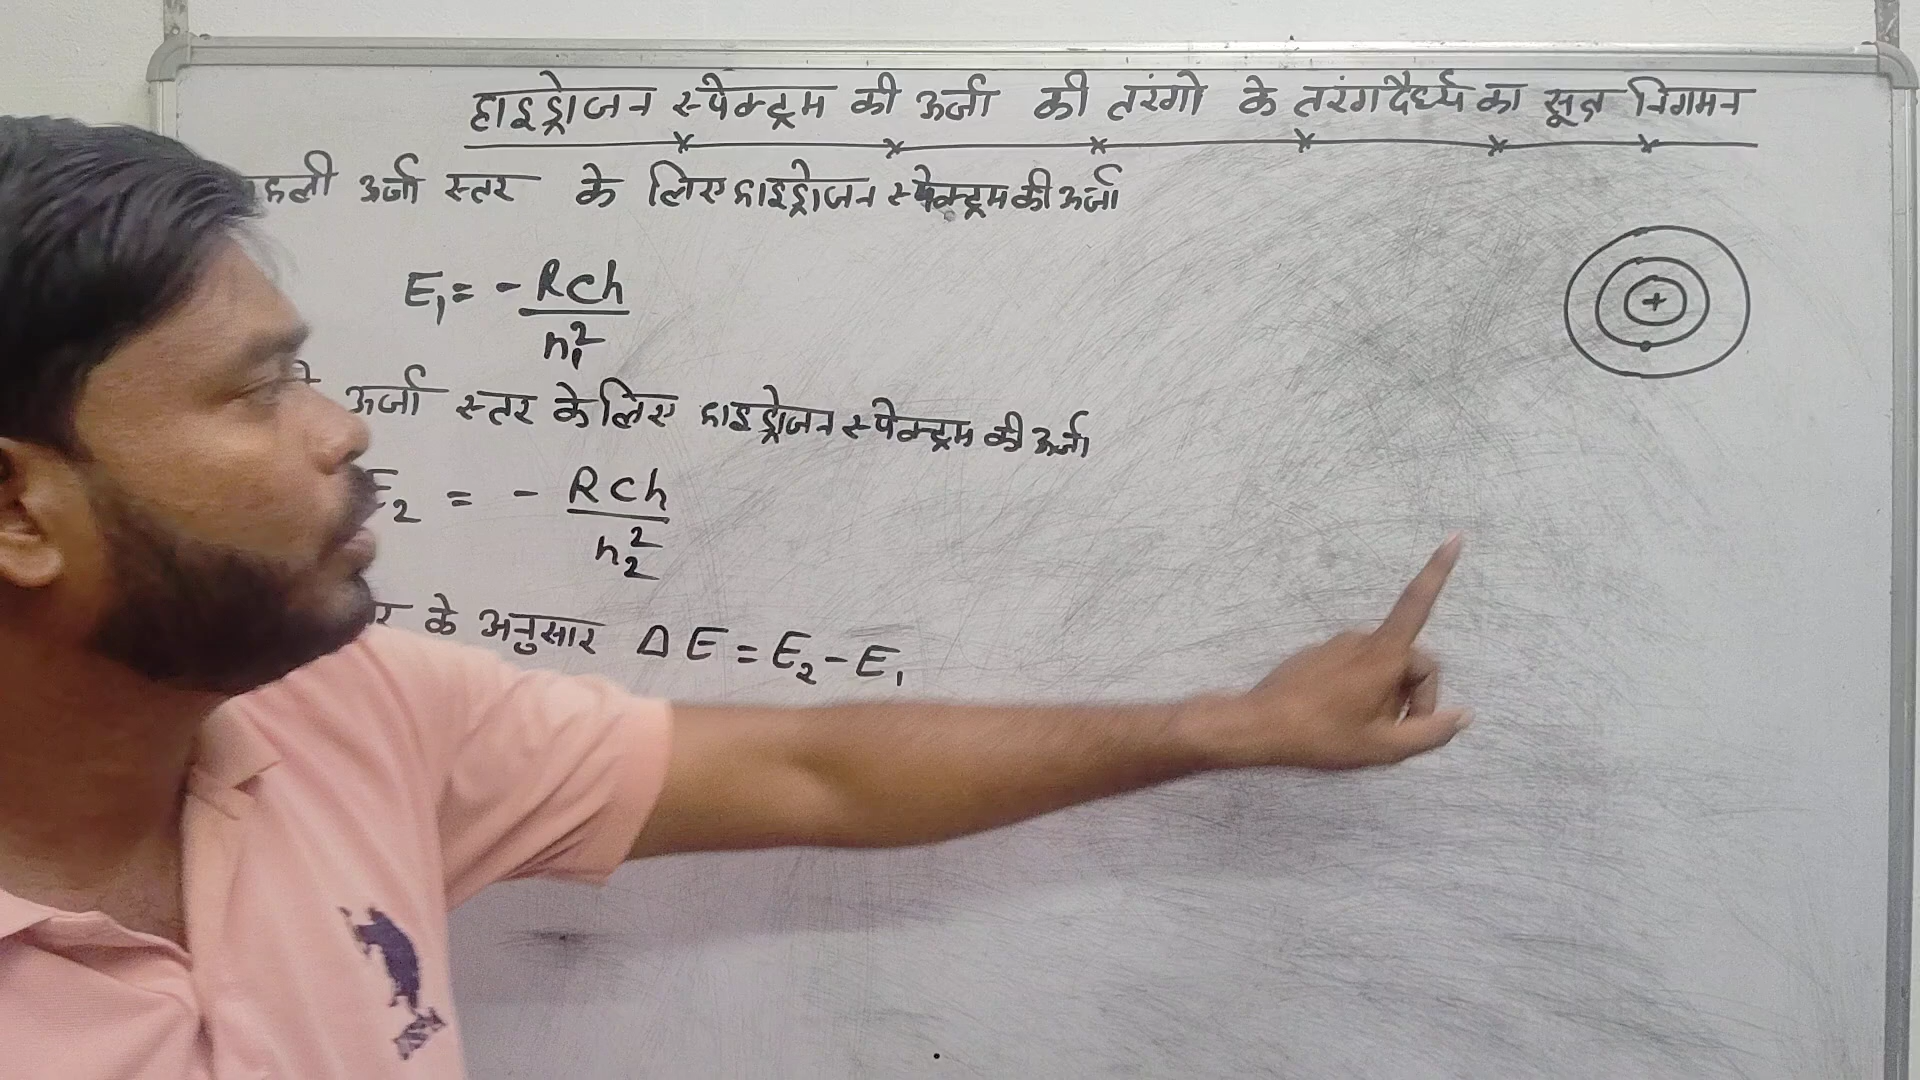 हाइड्रोजन स्पेक्ट्रम की ऊर्जा की तरंगो के तरंगदैर्ध्य का सूत्र निगमन
ऊर्जा स्तर के लिए हाइड्रोजन स्पेक्ट्रम की ऊर्जा
E₁ = - Rch / n₁²
ऊर्जा स्तर के लिए हाइड्रोजन स्पेक्ट्रम की ऊर्जा
E₂ = - Rch / n₂²
के अनुसार ΔE = E₂ - E₁
+